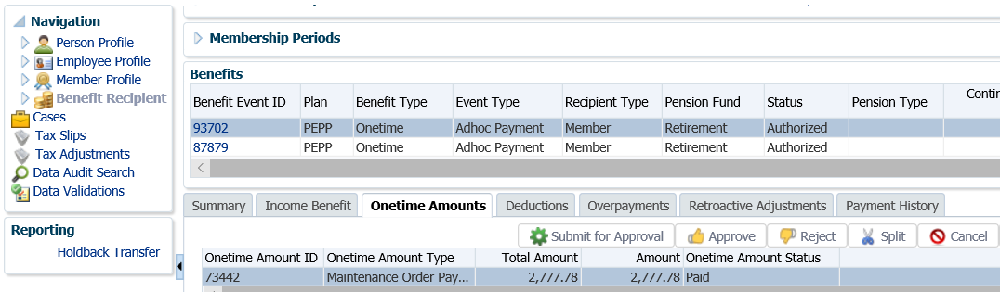 Navigation
Person Profile
Employee Profile
Member Profile
Benefit Recipient
Cases
Tax Slips
Tax Adjustments
Data Audit Search
Data Validations
Reporting
Holdback Transfer
Membership Periods
Benefits
Benefit Event ID Plan Benefit Type Event Type Recipient Type Pension Fund Status Pension Type Contin
93702 PEPP Onetime Adhoc Payment Member Retirement Authorized
87879 PEPP Onetime Adhoc Payment Member Retirement Authorized
Summary Income Benefit Onetime Amounts Deductions Overpayments Retroactive Adjustments Payment History
Submit for Approval Approve Reject Split Cancel
Onetime Amount ID Onetime Amount Type Total Amount Amount Onetime Amount Status
73442 Maintenance Order Pay... 2,777.78 2,777.78 Paid